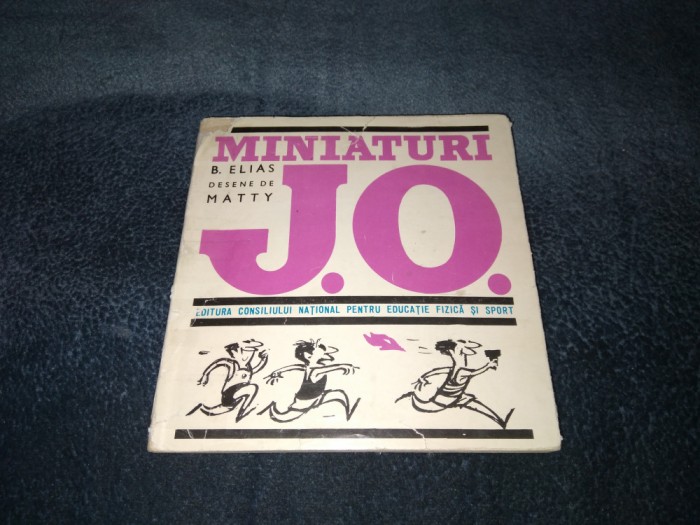 MINIATURI
B. ELIAS
DESENE DE
MATTY
J.O.
EDITURA CONSILIULUI NAȚIONAL PENTRU EDUCAȚIE FIZICĂ ȘI SPORT